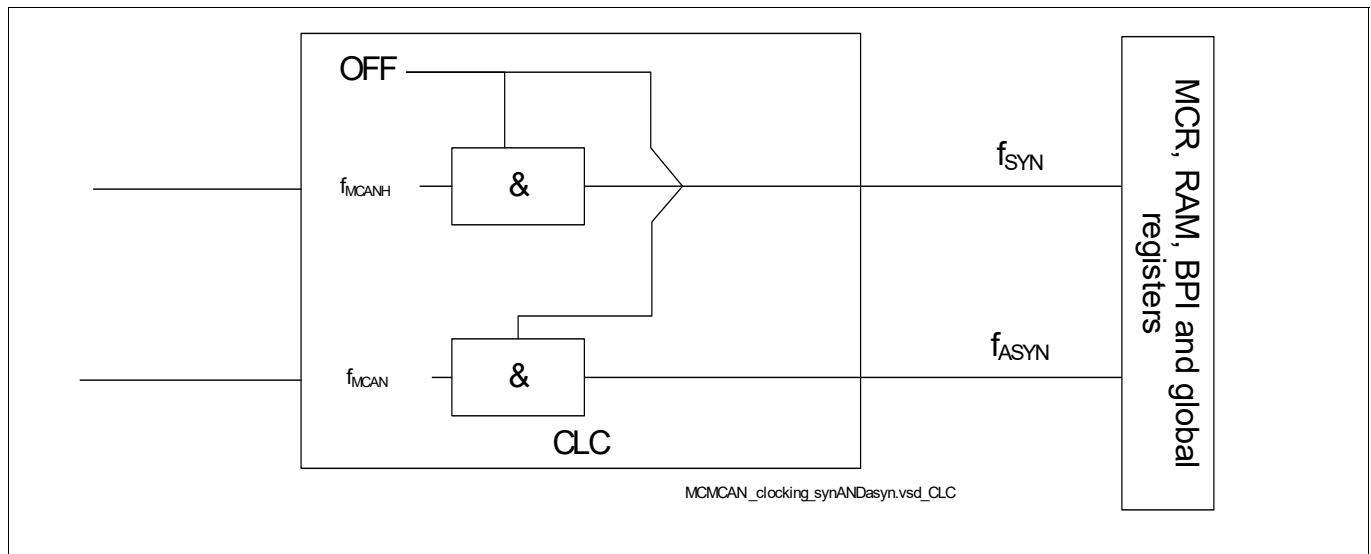 OFF
fMCANH
&
fSYN
fMCAN
&
fASYN
CLC
MCR, RAM, BPI and global
registers
MCMCAN_clocking_synANDasyn.vsd_CLC